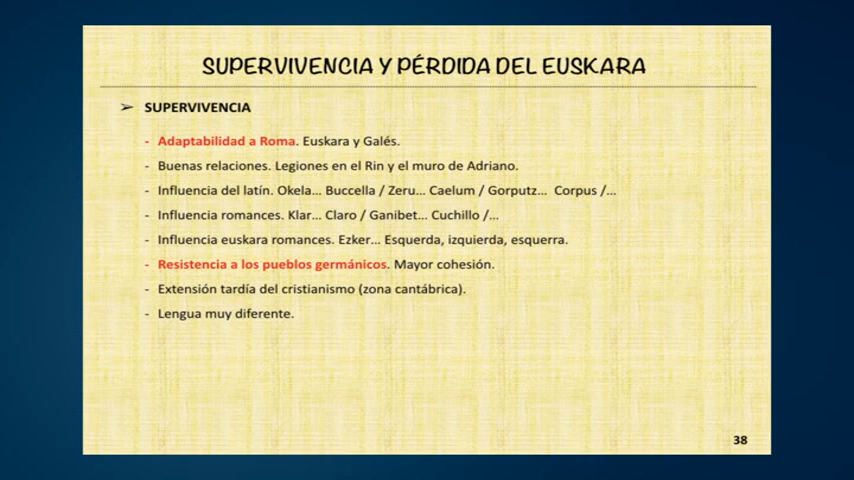 SUPERVIVENCIA Y PÉRDIDA DEL EUSKARA
➢ SUPERVIVENCIA
- Adaptabilidad a Roma. Euskara y Galés.
- Buenas relaciones. Legiones en el Rin y el muro de Adriano.
- Influencia del latín. Okela... Buccella / Zeru... Caelum / Gorputz... Corpus /...
- Influencia romances. Klar... Claro / Ganibet... Cuchillo /...
- Influencia euskara romances. Ezker... Esquerda, izquierda, esquerra.
- Resistencia a los pueblos germánicos. Mayor cohesión.
- Extensión tardía del cristianismo (zona cantábrica).
- Lengua muy diferente.
38